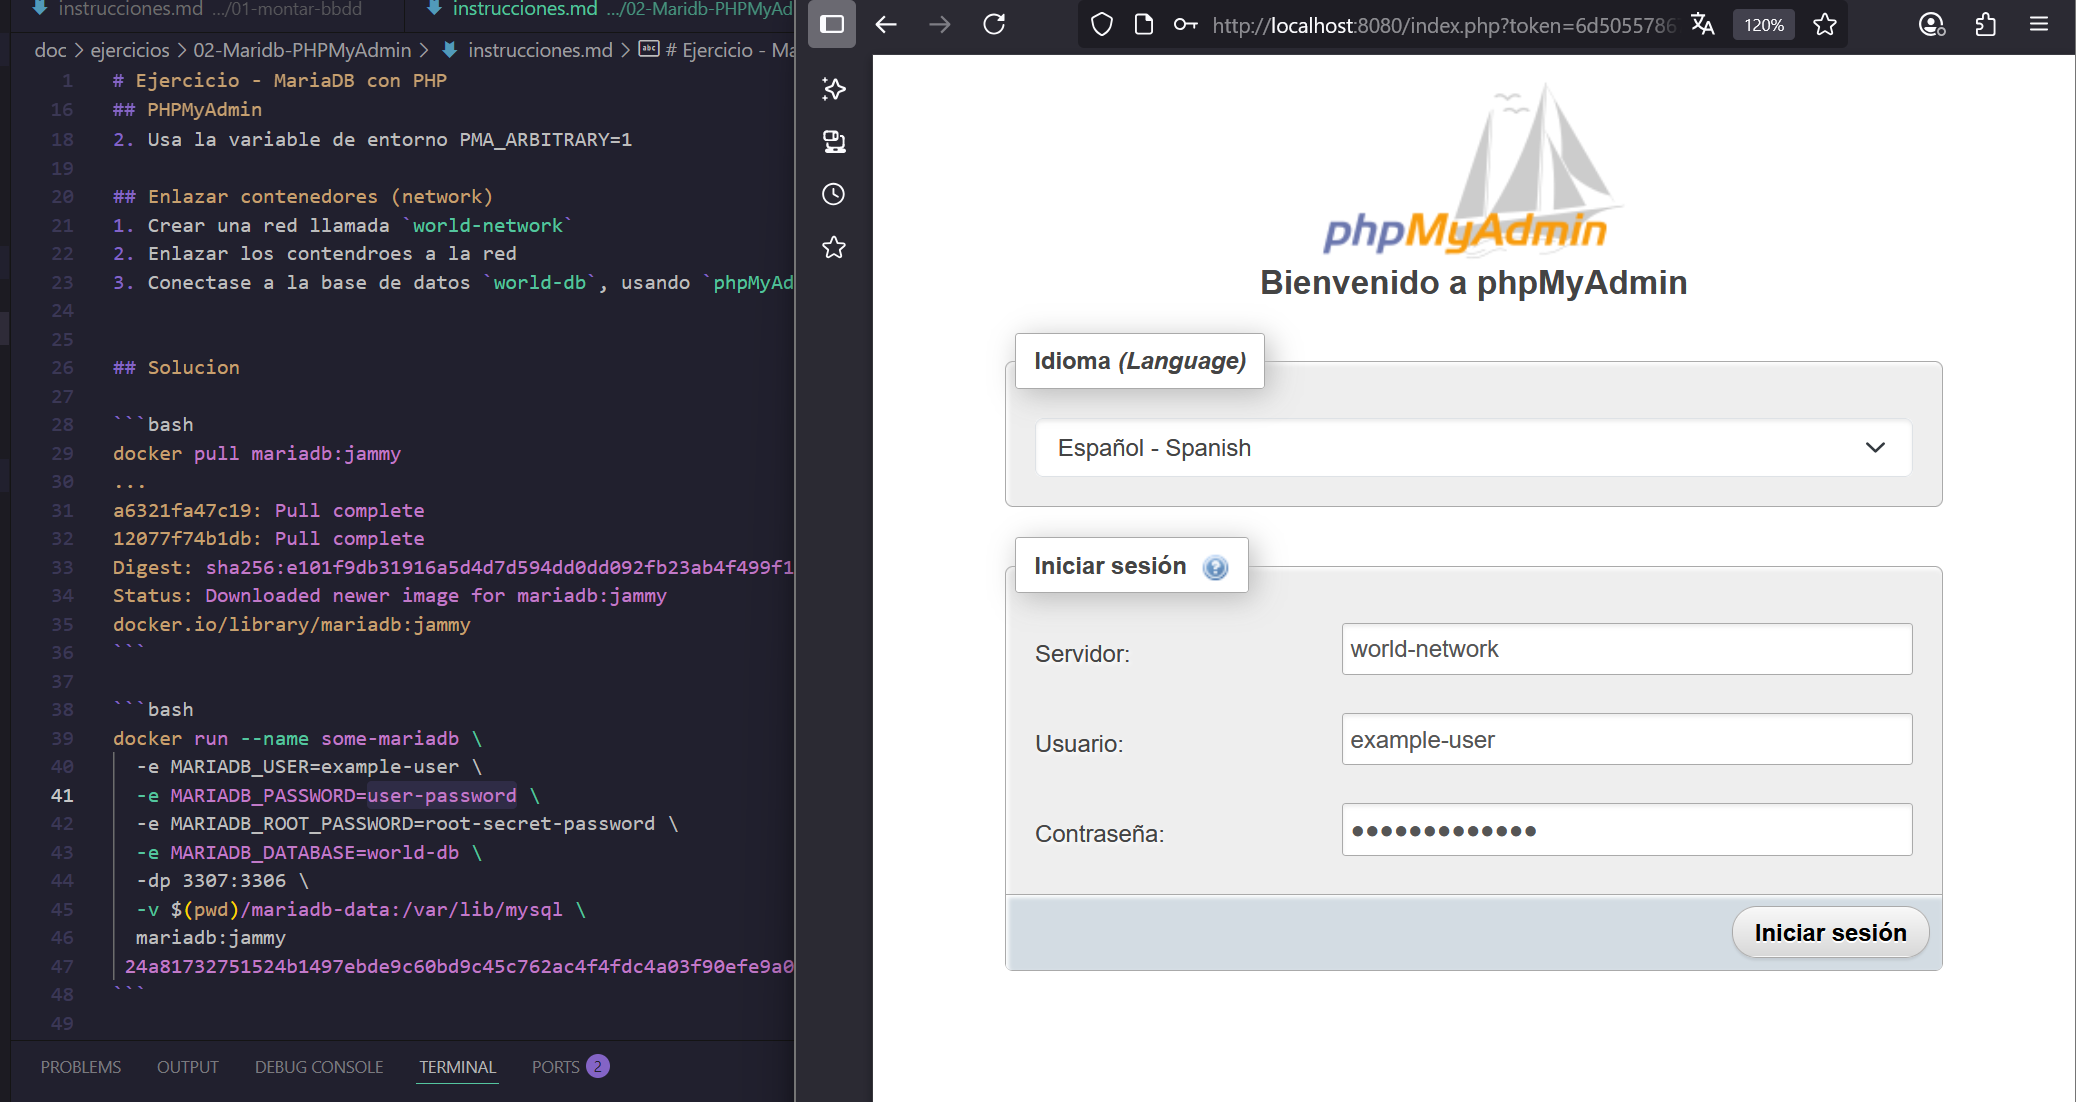 instrucciones.md .../01-montar-bbdd
instrucciones.md .../02-Maridb-PHPMyAd
doc > ejercicios > 02-Maridb-PHPMyAdmin > instrucciones.md > # Ejercicio - Ma
1 # Ejercicio - MariaDB con PHP
16 ## PHPMyAdmin
18 2. Usa la variable de entorno PMA_ARBITRARY=1
19
20 ## Enlazar contenedores (network)
21 1. Crear una red llamada `world-network`
22 2. Enlazar los contendroes a la red
23 3. Conectase a la base de datos `world-db`, usando `phpMyAd
24
25
26 ## Solucion
27
28 ```bash
29 docker pull mariadb:jammy
30 ...
31 a6321fa47c19: Pull complete
32 12077f74b1db: Pull complete
33 Digest: sha256:e101f9db31916a5d4d7d594dd0dd092fb23ab4f499f1
34 Status: Downloaded newer image for mariadb:jammy
35 docker.io/library/mariadb:jammy
36 ```
37
38 ```bash
39 docker run --name some-mariadb \
40 -e MARIADB_USER=example-user \
41 -e MARIADB_PASSWORD=user-password \
42 -e MARIADB_ROOT_PASSWORD=root-secret-password \
43 -e MARIADB_DATABASE=world-db \
44 -dp 3307:3306 \
45 -v $(pwd)/mariadb-data:/var/lib/mysql \
46 mariadb:jammy
47 24a81732751524b1497ebde9c60bd9c45c762ac4f4fdc4a03f90efe9a0
48 ```
49
PROBLEMS OUTPUT DEBUG CONSOLE TERMINAL PORTS 2
http://localhost:8080/index.php?token=6d5055786 120%
phpMyAdmin
Bienvenido a phpMyAdmin
Idioma (Language)
Español - Spanish
Iniciar sesión
Servidor: world-network
Usuario: example-user
Contraseña: •••••••••••••
Iniciar sesión